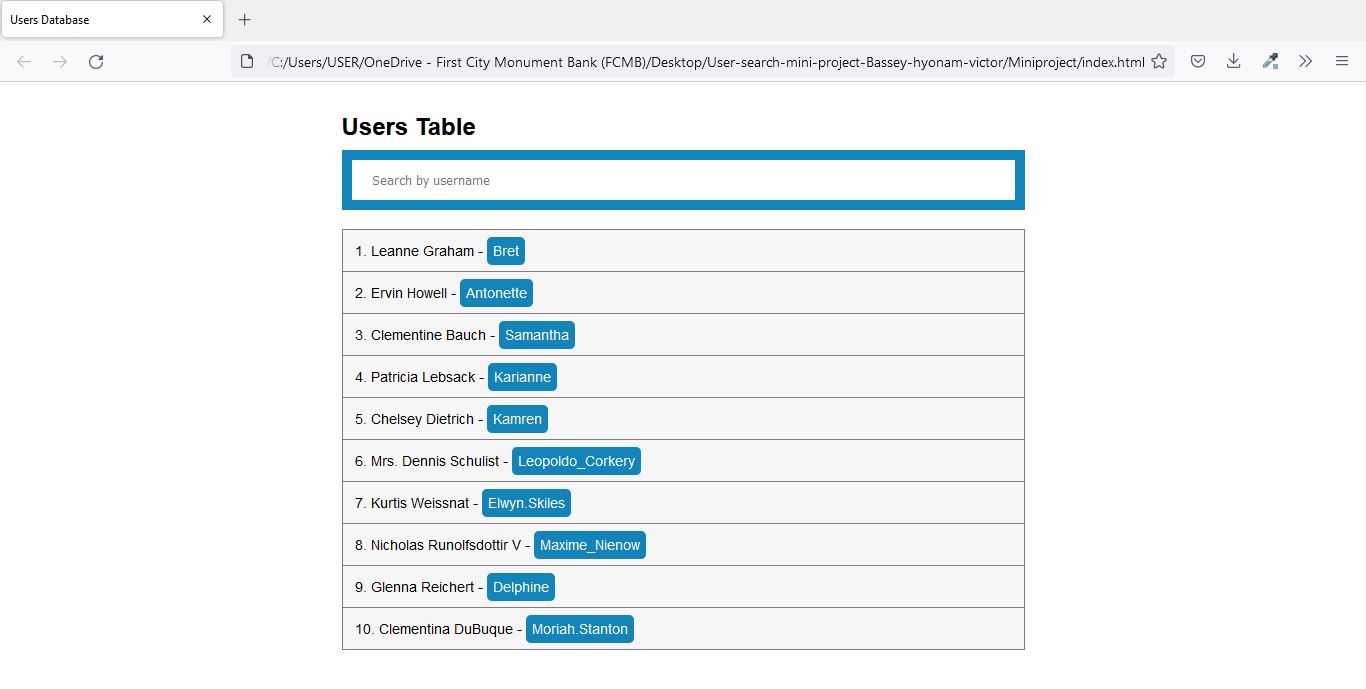 Users Database
/C:/Users/USER/OneDrive - First City Monument Bank (FCMB)/Desktop/User-search-mini-project-Bassey-hyonam-victor/Miniproject/index.html
Users Table
Search by username
1. Leanne Graham - Bret
2. Ervin Howell - Antonette
3. Clementine Bauch - Samantha
4. Patricia Lebsack - Karianne
5. Chelsey Dietrich - Kamren
6. Mrs. Dennis Schulist - Leopoldo_Corkery
7. Kurtis Weissnat - Elwyn.Skiles
8. Nicholas Runolfsdottir V - Maxime_Nienow
9. Glenna Reichert - Delphine
10. Clementina DuBuque - Moriah.Stanton